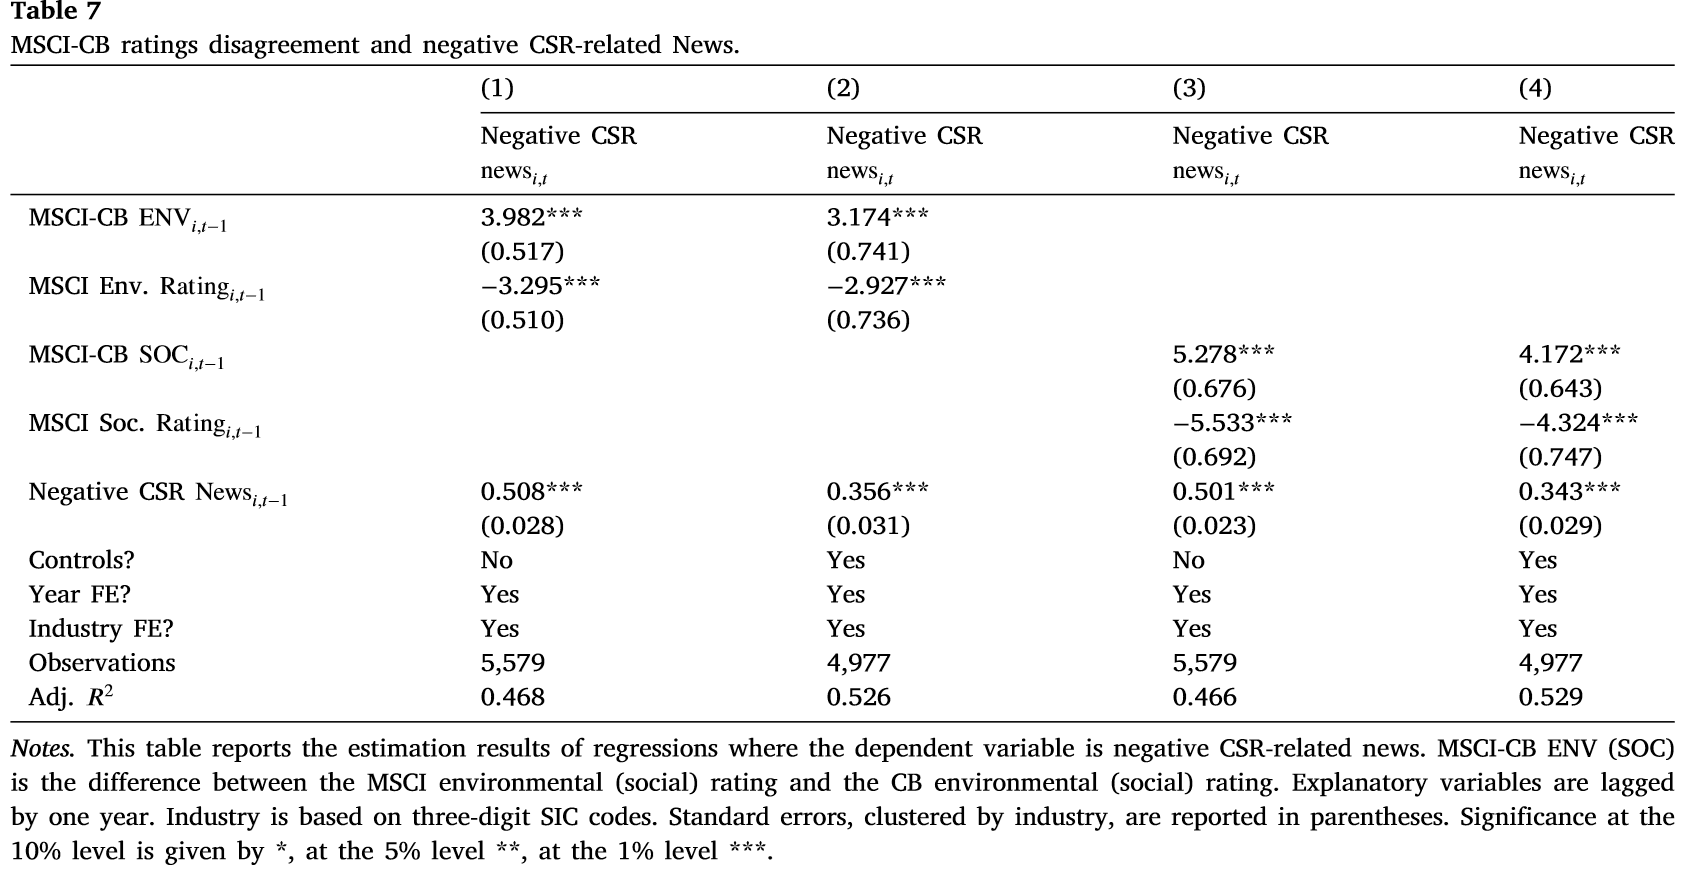 Table 7
MSCI-CB ratings disagreement and negative CSR-related News.
(1) (2) (3) (4)
Negative CSR Negative CSR Negative CSR Negative CSR
news_{i,t} news_{i,t} news_{i,t} news_{i,t}
MSCI-CB ENV_{i,t−1} 3.982*** 3.174***
(0.517) (0.741)
MSCI Env. Rating_{i,t−1} −3.295*** −2.927***
(0.510) (0.736)
MSCI-CB SOC_{i,t−1} 5.278*** 4.172***
(0.676) (0.643)
MSCI Soc. Rating_{i,t−1} −5.533*** −4.324***
(0.692) (0.747)
Negative CSR News_{i,t−1} 0.508*** 0.356*** 0.501*** 0.343***
(0.028) (0.031) (0.023) (0.029)
Controls? No Yes No Yes
Year FE? Yes Yes Yes Yes
Industry FE? Yes Yes Yes Yes
Observations 5,579 4,977 5,579 4,977
Adj. R² 0.468 0.526 0.466 0.529
Notes. This table reports the estimation results of regressions where the dependent variable is negative CSR-related news. MSCI-CB ENV (SOC)
is the difference between the MSCI environmental (social) rating and the CB environmental (social) rating. Explanatory variables are lagged
by one year. Industry is based on three-digit SIC codes. Standard errors, clustered by industry, are reported in parentheses. Significance at the
10% level is given by *, at the 5% level **, at the 1% level ***.